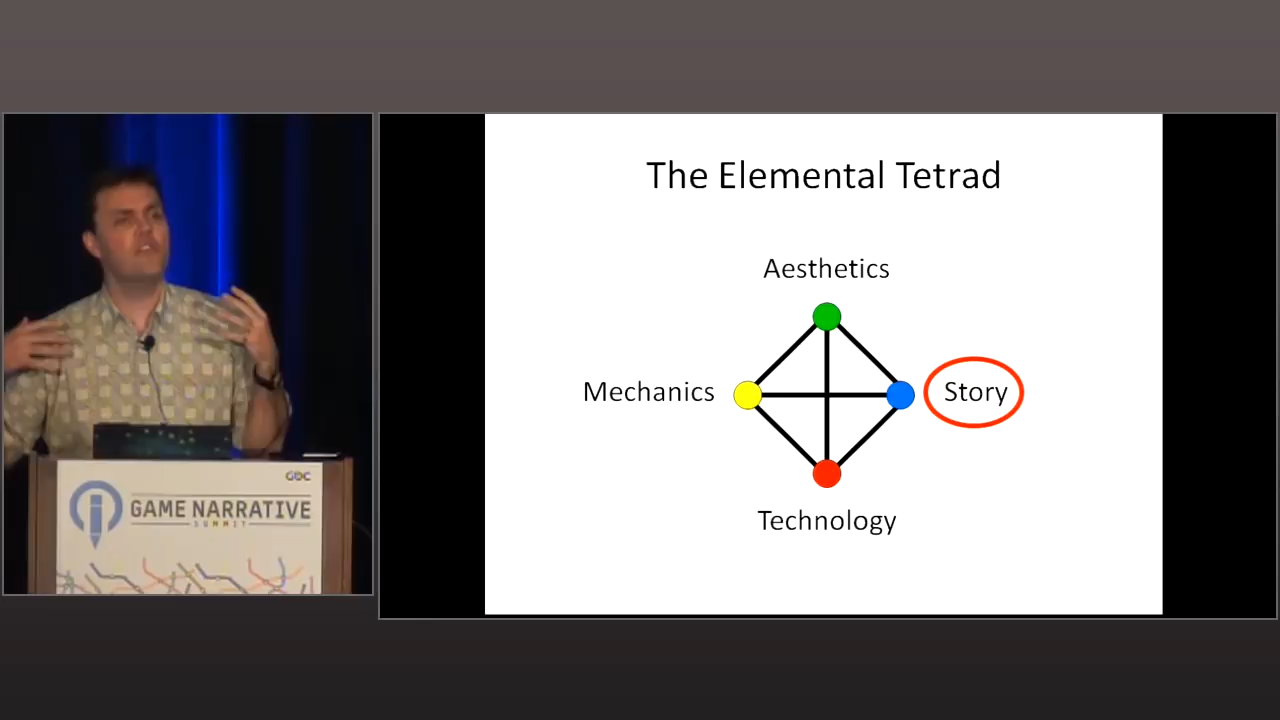 GDC
GAME NARRATIVE
SUMMIT
The Elemental Tetrad
Aesthetics
Mechanics
Story
Technology